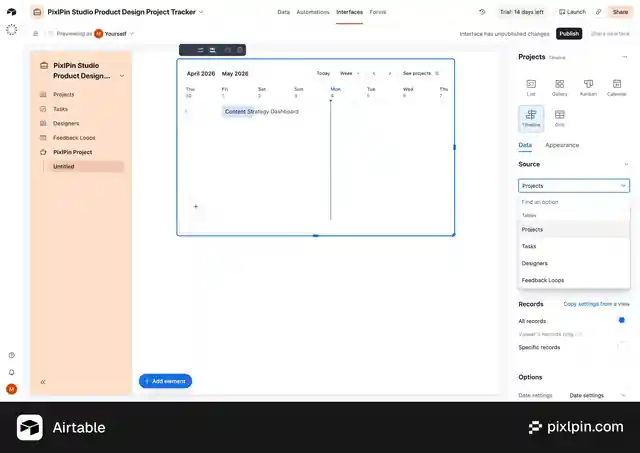 PixlPin Studio Product Design Project Tracker
Data
Automations
Interfaces
Forms
Trial: 14 days left
Launch
Share
Previewing as
M
Yourself
Interface has unpublished changes
Publish
Share interface
PixlPin Studio
Product Design...
Projects
Tasks
Designers
Feedback Loops
PixlPin Project
Untitled
M
April 2026
May 2026
Today
Week
See projects
Thu
Fri
Sat
Sun
Mon
Tue
Wed
Thu
30
1
2
3
4
5
6
7
Content Strategy Dashboard
+
+ Add element
Projects
Timeline
List
Gallery
Kanban
Calendar
Timeline
Grid
Data
Appearance
Source
Projects
Find an option
Tables
Projects
Tasks
Designers
Feedback Loops
Records
Copy settings from a view
All records
Viewer's records only
Specific records
Options
Date settings
Date settings
Airtable
pixlpin.com